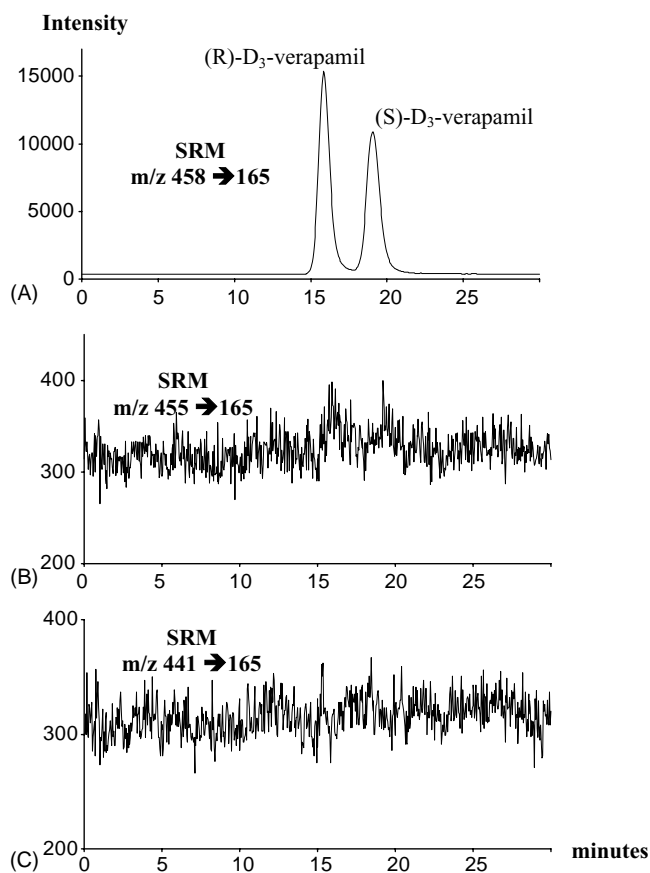 Intensity
(R)-D₃-verapamil
15000
(S)-D₃-verapamil
10000
SRM
m/z 458 ➔165
5000
0
(A)
0 5 10 15 20 25
400
SRM
m/z 455 ➔165
300
200
(B)
0 5 10 15 20 25
400
SRM
m/z 441 ➔165
300
200
(C)
0 5 10 15 20 25
minutes